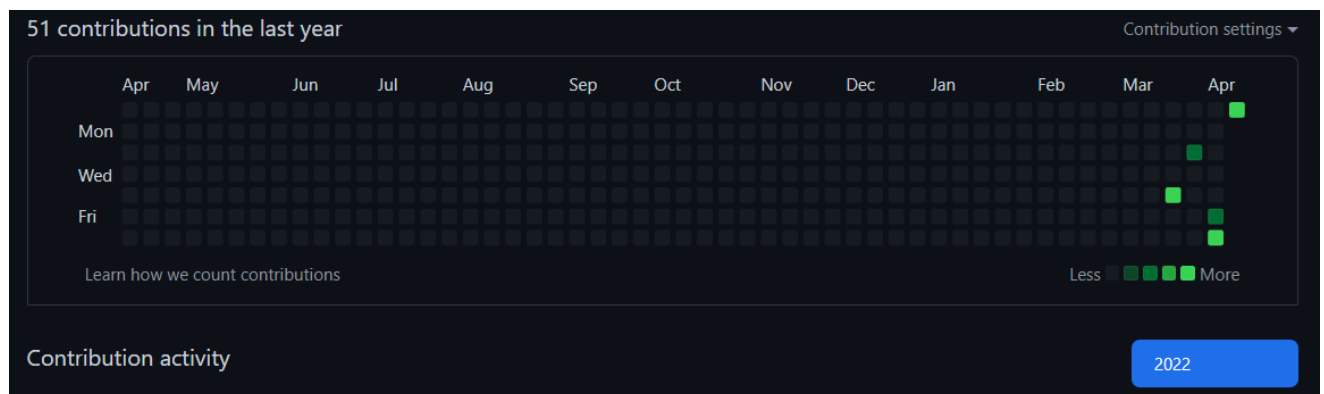 51 contributions in the last year
Contribution settings
Apr May Jun Jul Aug Sep Oct Nov Dec Jan Feb Mar Apr
Mon
Wed
Fri
Learn how we count contributions
Less More
Contribution activity
2022